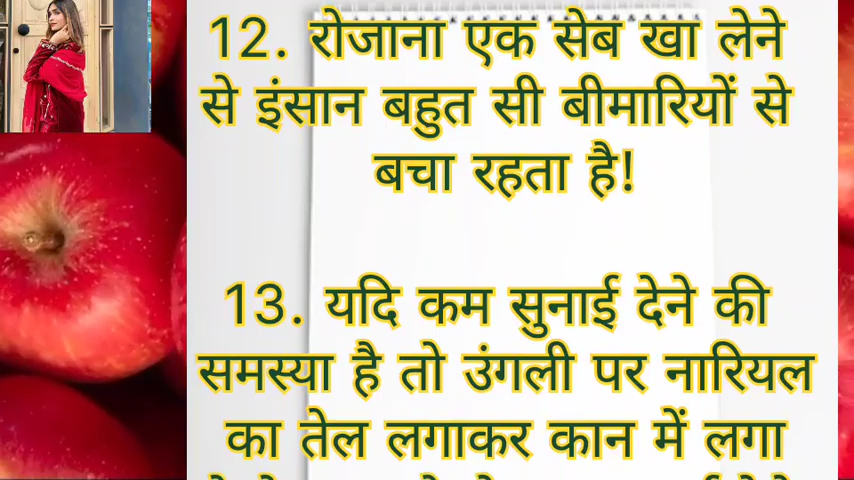 12. रोजाना एक सेब खा लेने
से इंसान बहुत सी बीमारियों से
बचा रहता है!
13. यदि कम सुनाई देने की
समस्या है तो उंगली पर नारियल
का तेल लगाकर कान में लगा